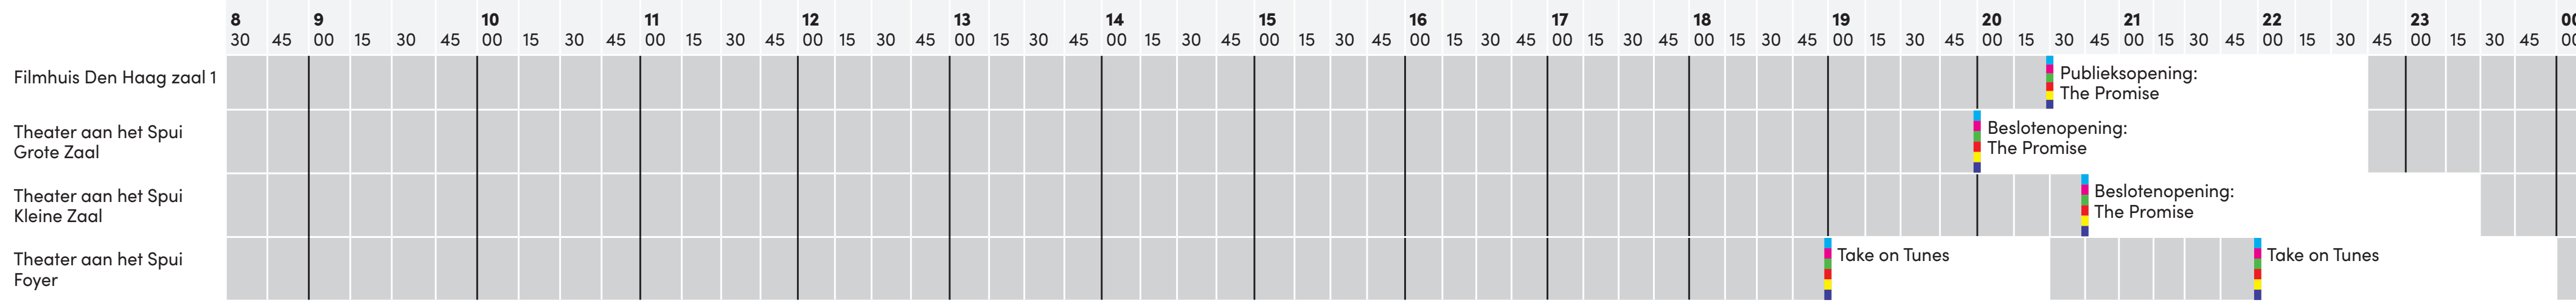 8 9 10 11 12 13 14 15 16 17 18 19 20 21 22 23 00
30 45 00 15 30 45 00 15 30 45 00 15 30 45 00 15 30 45 00 15 30 45 00 15 30 45 00 15 30 45 00 15 30 45 00 15 30 45 00 15 30 45 00 15 30 45 00 15 30 45 00 15 30 45 00 15 30 45 00 15 30 45 00
Filmhuis Den Haag zaal 1
Publieksopening:
The Promise
Theater aan het Spui
Grote Zaal
Beslotenopening:
The Promise
Theater aan het Spui
Kleine Zaal
Beslotenopening:
The Promise
Theater aan het Spui
Foyer
Take on Tunes
Take on Tunes